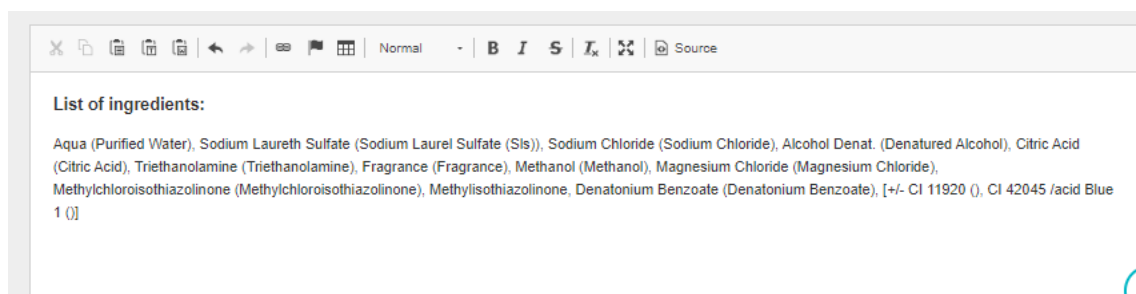 Normal
B I S Ix Source
List of ingredients:
Aqua (Purified Water), Sodium Laureth Sulfate (Sodium Laurel Sulfate (Sls)), Sodium Chloride (Sodium Chloride), Alcohol Denat. (Denatured Alcohol), Citric Acid
(Citric Acid), Triethanolamine (Triethanolamine), Fragrance (Fragrance), Methanol (Methanol), Magnesium Chloride (Magnesium Chloride),
Methylchloroisothiazolinone (Methylchloroisothiazolinone), Methylisothiazolinone, Denatonium Benzoate (Denatonium Benzoate), [+/- CI 11920 (), CI 42045 /acid Blue
1 ()]